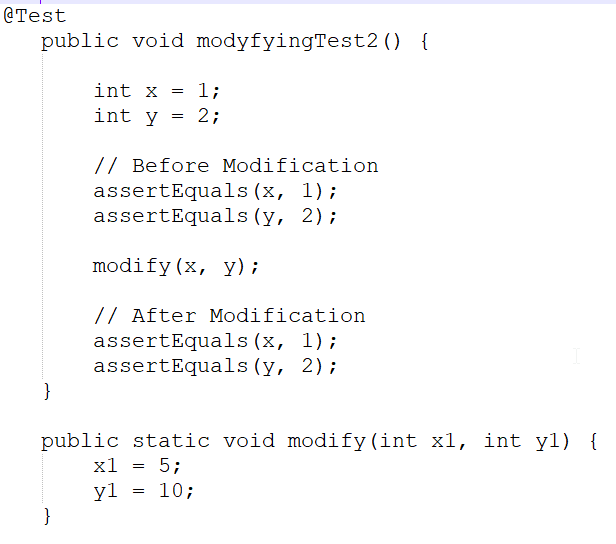 @Test
public void modyfyingTest2() {
int x = 1;
int y = 2;
// Before Modification
assertEquals(x, 1);
assertEquals(y, 2);
modify(x, y);
// After Modification
assertEquals(x, 1);
assertEquals(y, 2);
}
public static void modify(int x1, int y1) {
x1 = 5;
y1 = 10;
}